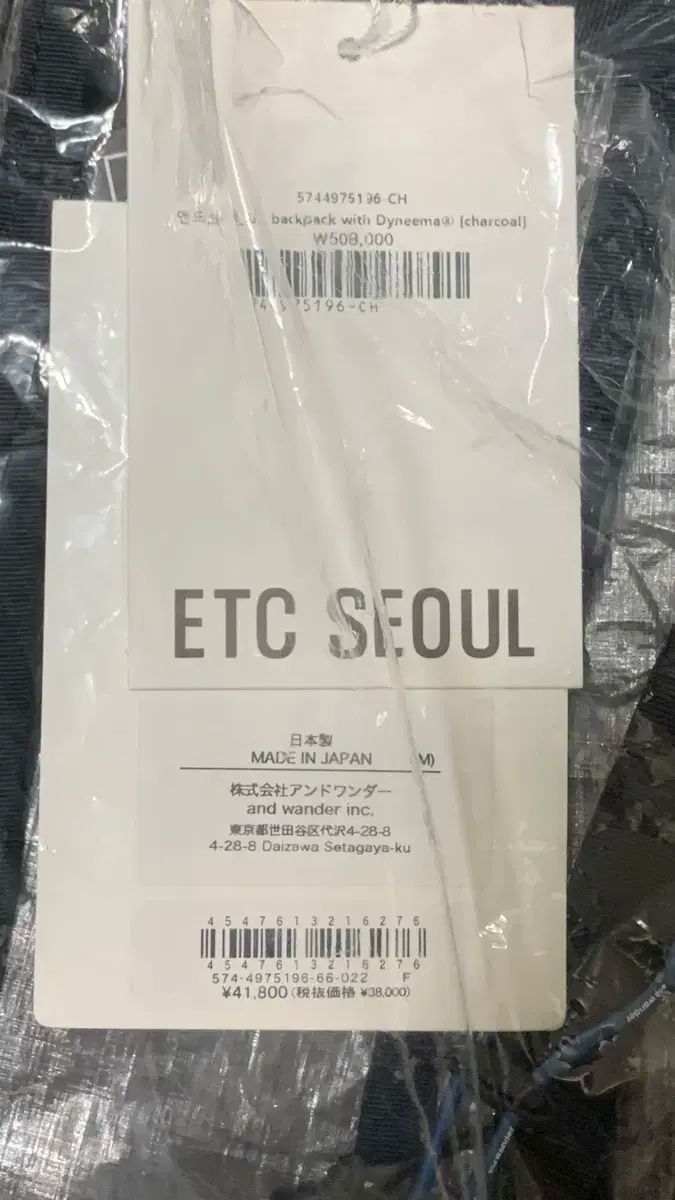 5744975196-CH
backpack with Dyneema® [charcoal]
₩508,000
75196-CH
ETC SEOUL
日本製
MADE IN JAPAN M)
株式会社アンドワンダー
and wander inc.
東京都世田谷区代沢4-28-8
4-28-8 Daizawa Setagaya-ku
4547613216276
4547613216276
574-4975196-66-022 F
¥41,800(税抜価格 ¥38,000)
wander
wander